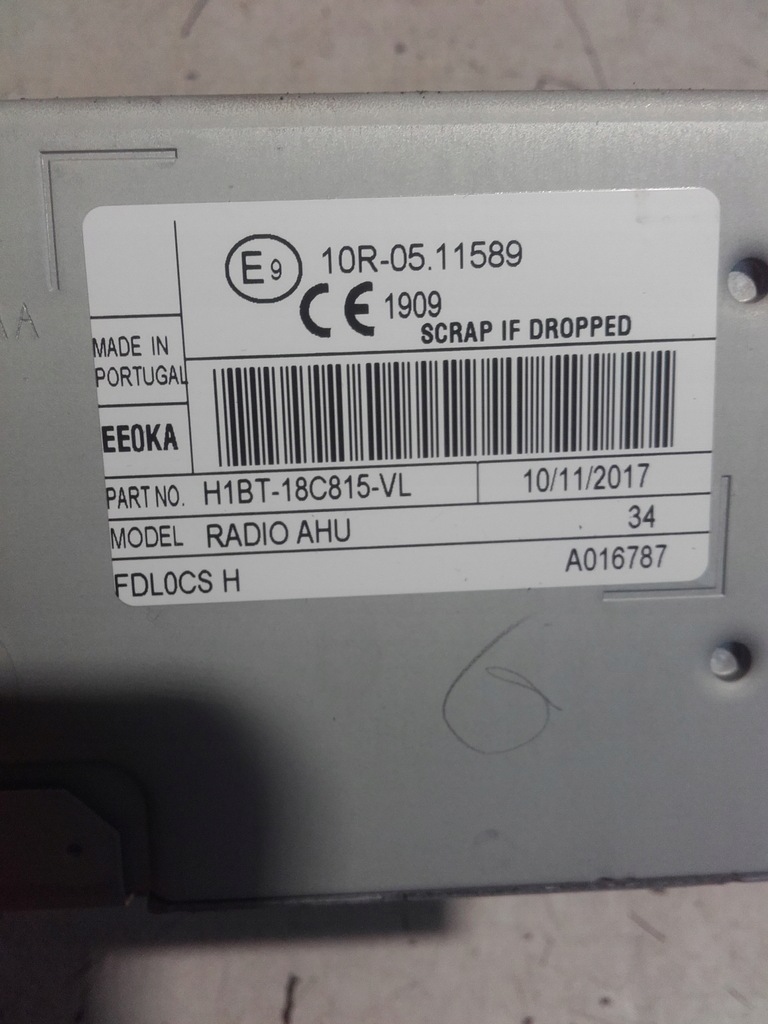 E9 10R-05.11589
CE 1909
SCRAP IF DROPPED
MADE IN
PORTUGAL
EE0KA
PART NO. H1BT-18C815-VL 10/11/2017
MODEL RADIO AHU 34
FDL0CS H A016787
6